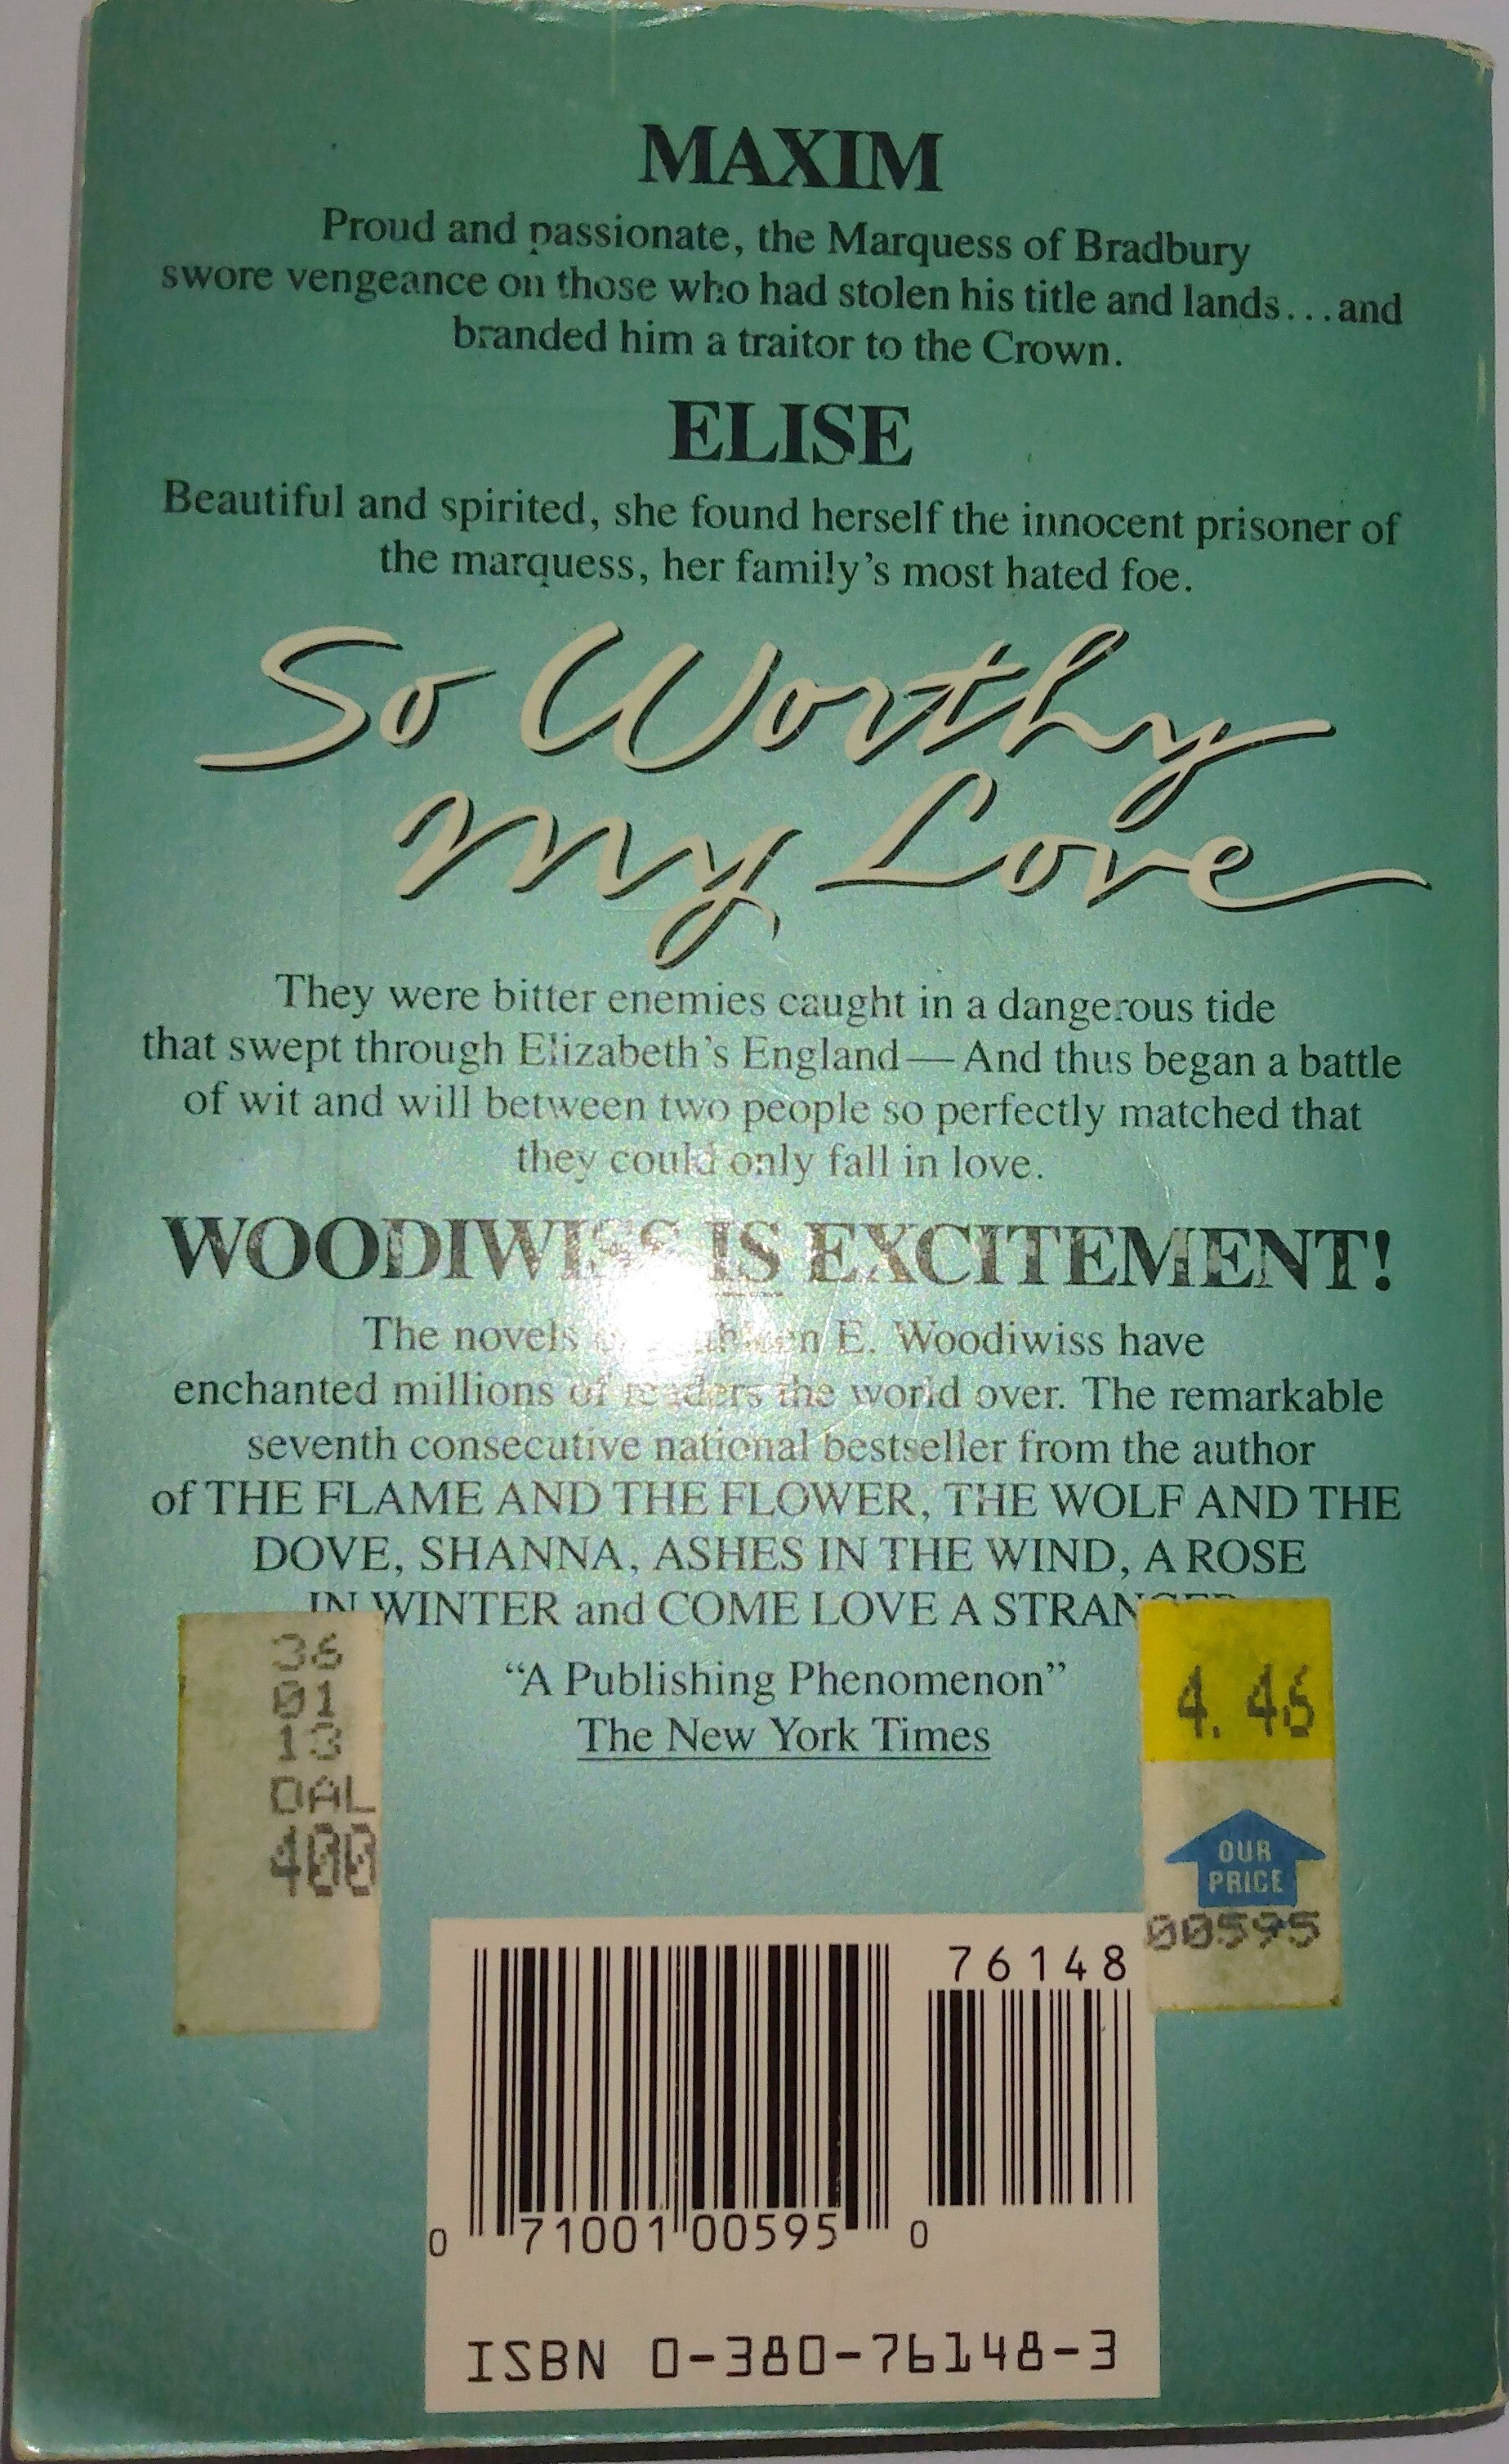 MAXIM
Proud and passionate, the Marquess of Bradbury
swore vengeance on those who had stolen his title and lands...and
branded him a traitor to the Crown.
ELISE
Beautiful and spirited, she found herself the innocent prisoner of
the marquess, her family's most hated foe.
So Worthy
My Love
They were bitter enemies caught in a dangerous tide
that swept through Elizabeth's England—And thus began a battle
of wit and will between two people so perfectly matched that
they could only fall in love.
WOODIWISS IS EXCITEMENT!
The novels E. Woodiwiss have
enchanted millions of readers the world over. The remarkable
seventh consecutive national bestseller from the author
of THE FLAME AND THE FLOWER, THE WOLF AND THE
DOVE, SHANNA, ASHES IN THE WIND, A ROSE
IN WINTER and COME LOVE A STRANGER
"A Publishing Phenomenon"
The New York Times
36
01
13
DAL
400
4.46
OUR
PRICE
00595
76148
0 71001 00595 0
ISBN 0-380-76148-3